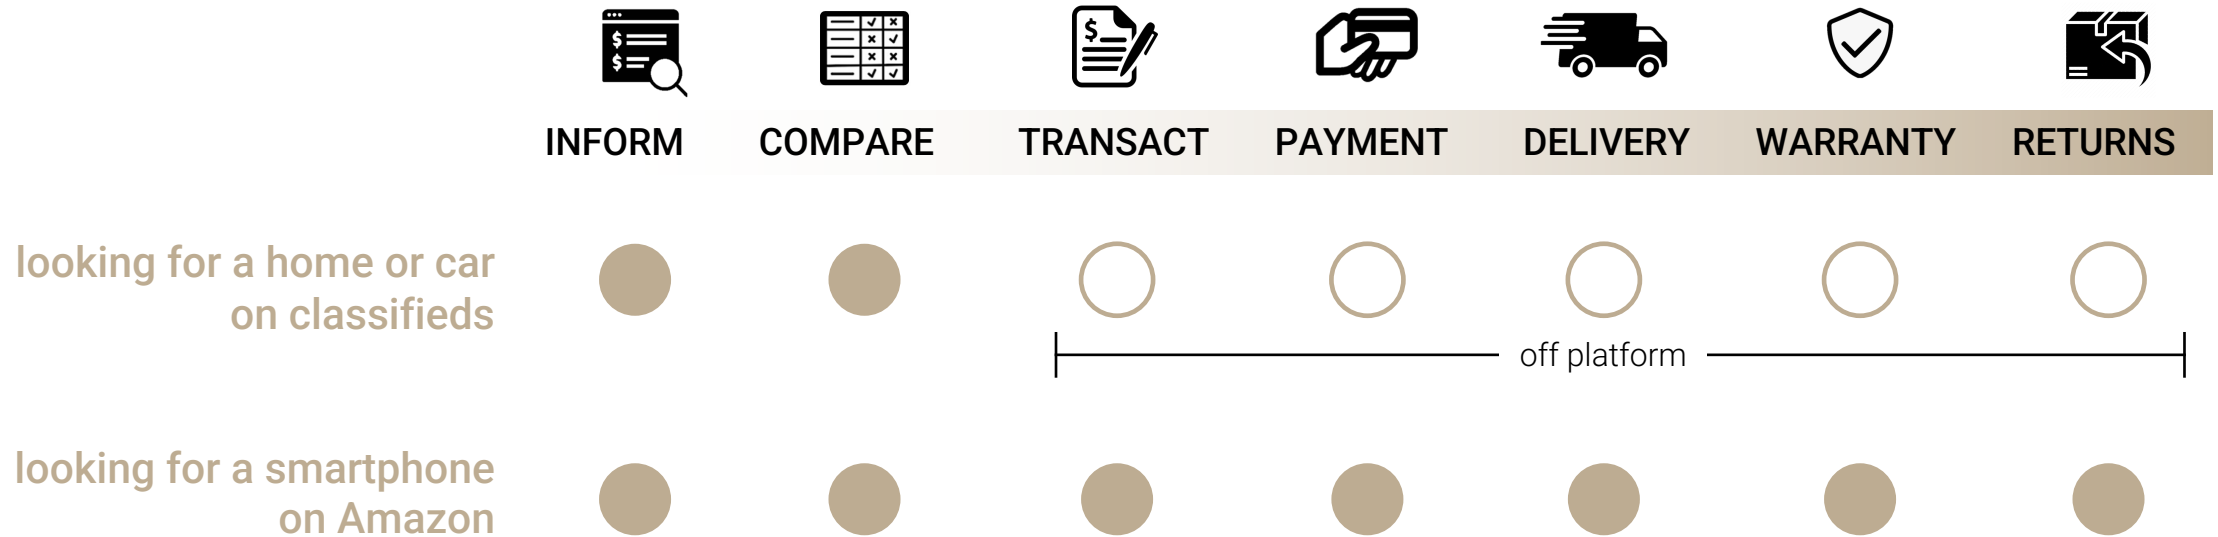 INFORM COMPARE TRANSACT PAYMENT DELIVERY WARRANTY RETURNS
looking for a home or car
on classifieds
off platform
looking for a smartphone
on Amazon